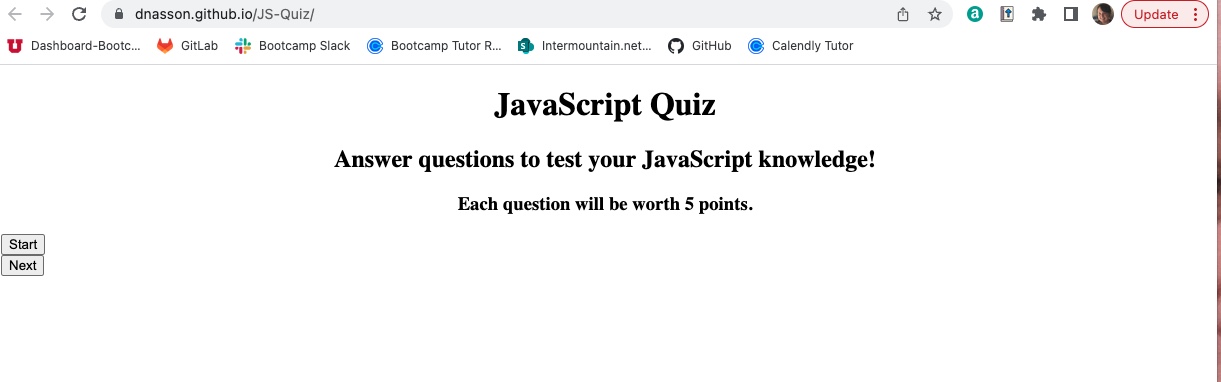 dnasson.github.io/JS-Quiz/
Update
Dashboard-Bootc... GitLab Bootcamp Slack Bootcamp Tutor R... Intermountain.net... GitHub Calendly Tutor
JavaScript Quiz
Answer questions to test your JavaScript knowledge!
Each question will be worth 5 points.
Start
Next